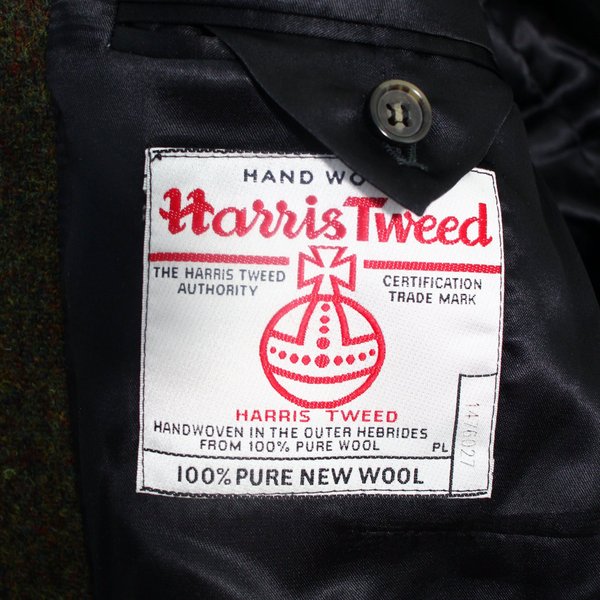 HAND WO
Harris Tweed
THE HARRIS TWEED
AUTHORITY
CERTIFICATION
TRADE MARK
HARRIS TWEED
HANDWOVEN IN THE OUTER HEBRIDES
FROM 100% PURE WOOL
PL
1476027
100% PURE NEW WOOL